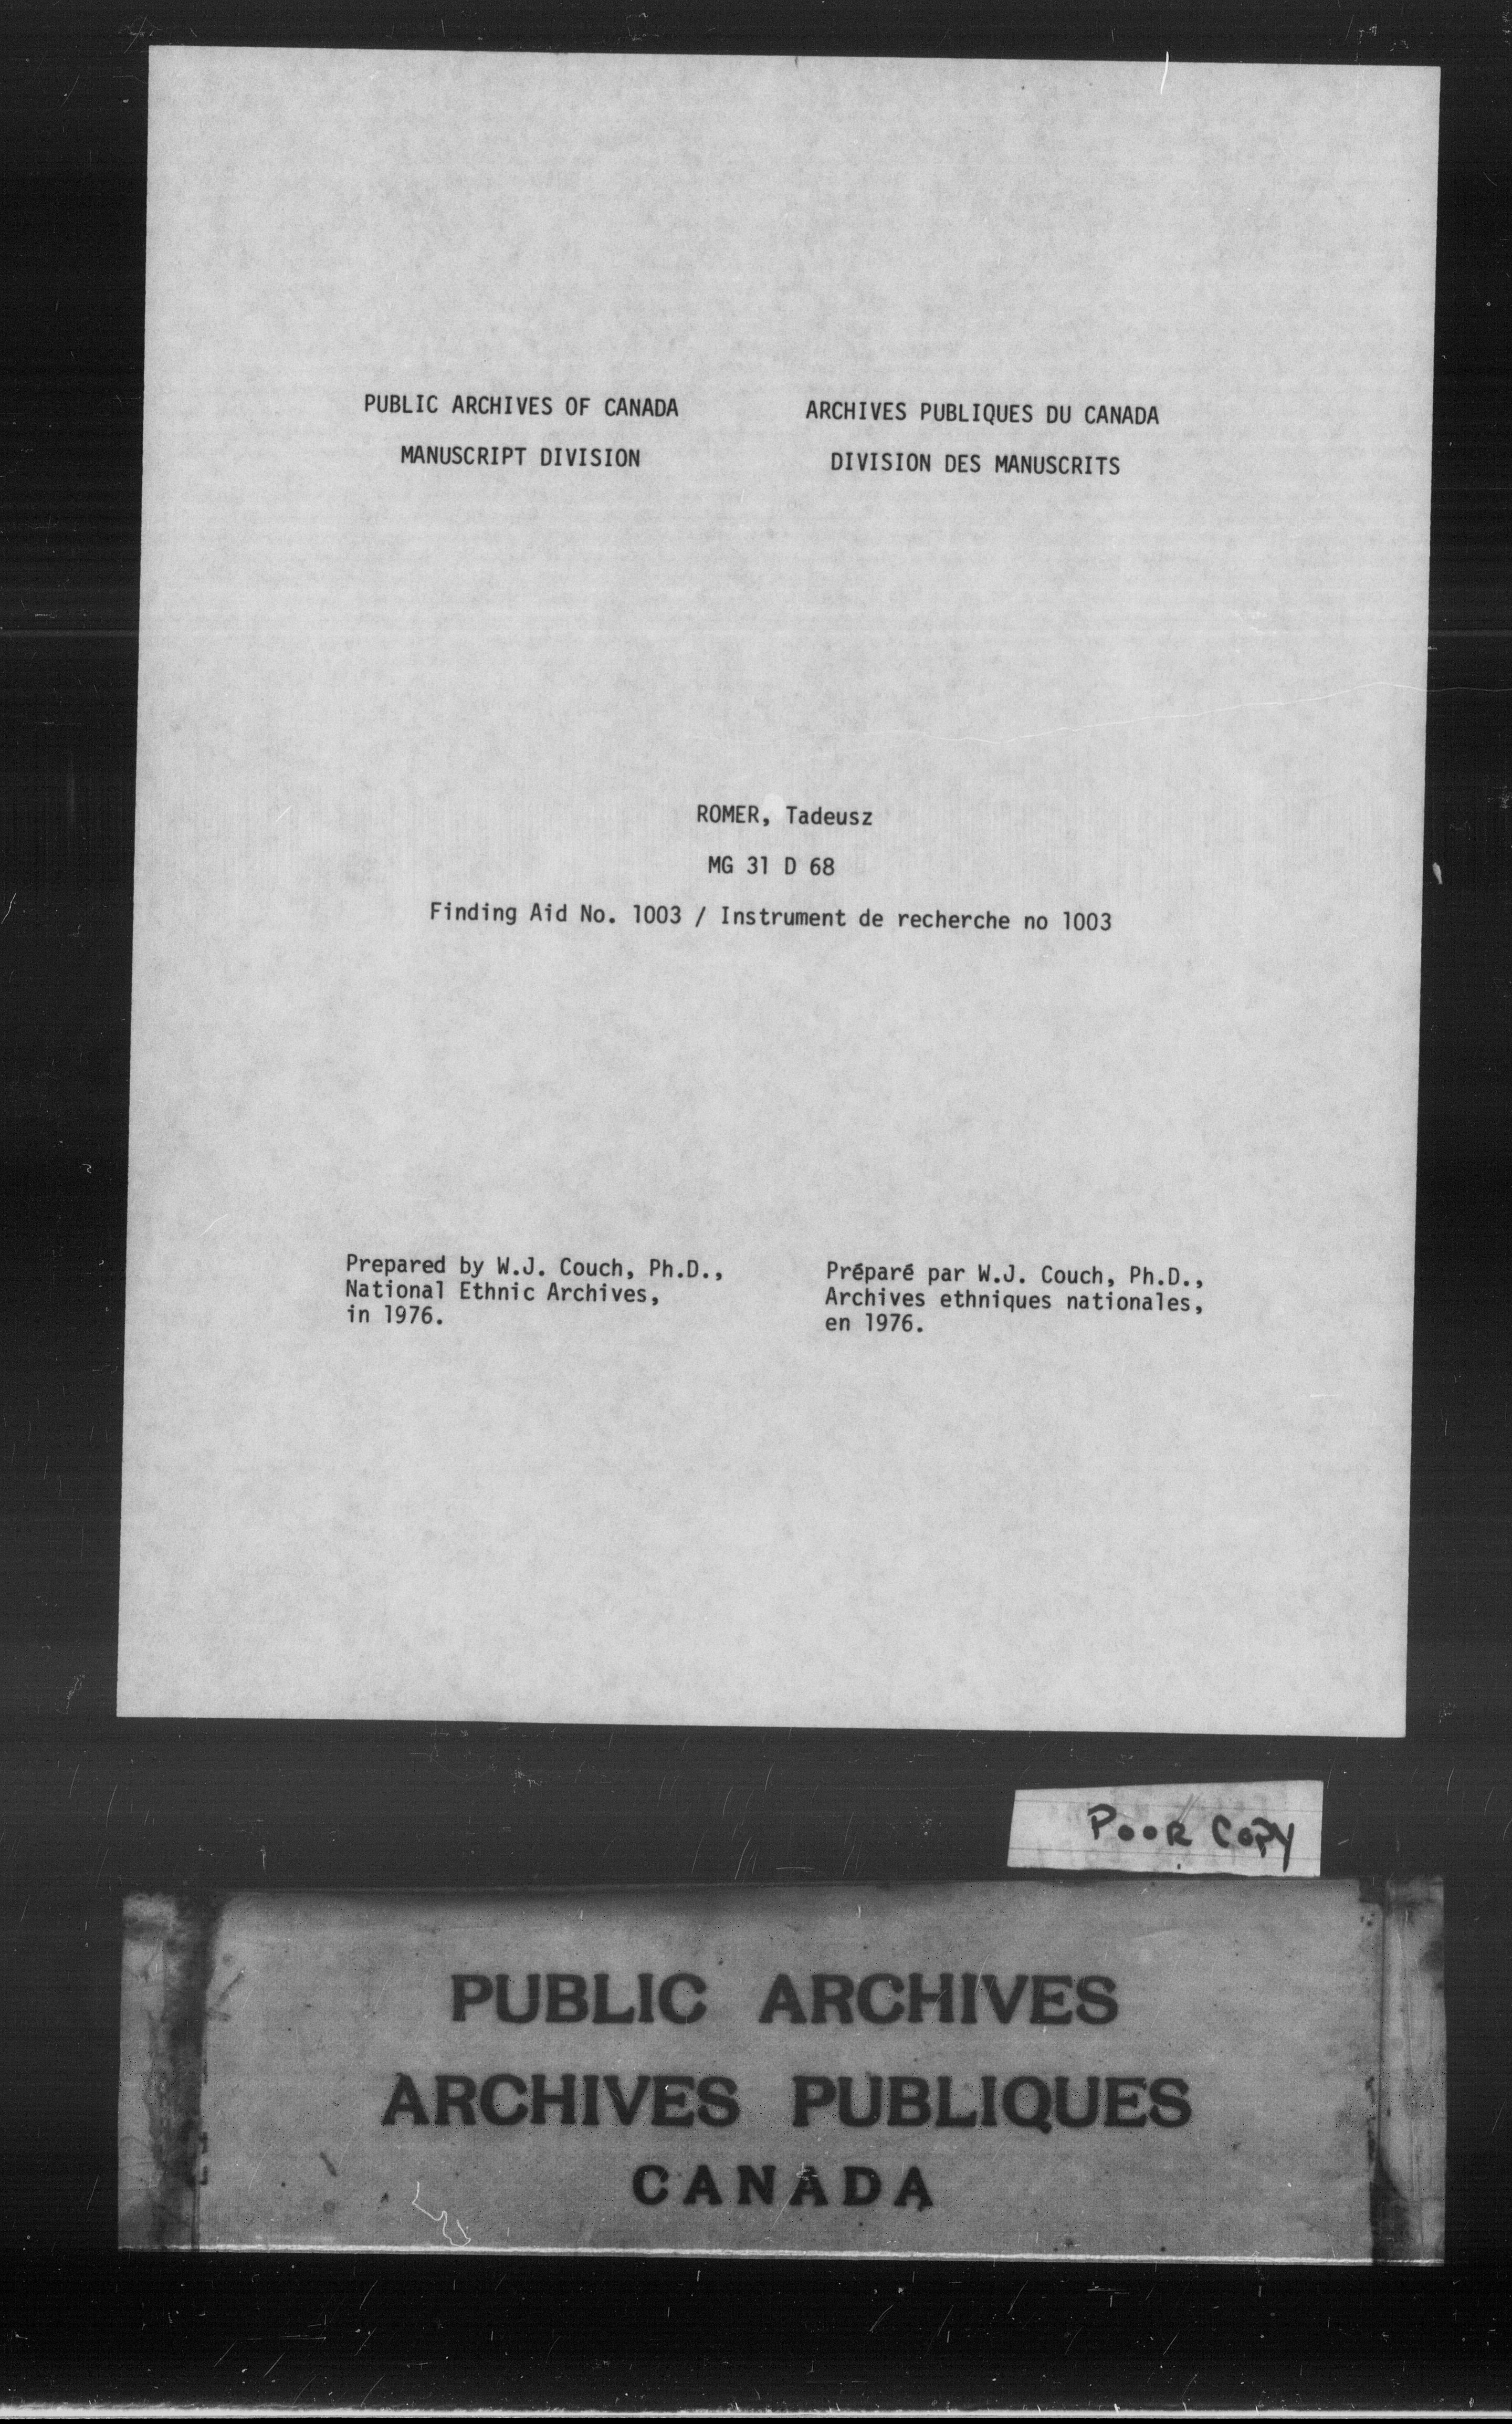 PUBLIC ARCHIVES OF CANADA
MANUSCRIPT DIVISION
ARCHIVES PUBLIQUES DU CANADA
DIVISION DES MANUSCRITS
ROMER, Tadeusz
MG 31 D 68
Finding Aid No. 1003 / Instrument de recherche no 1003
Prepared by W.J. Couch, Ph.D.,
National Ethnic Archives,
in 1976.
Préparé par W.J. Couch, Ph.D.,
Archives ethniques nationales,
en 1976.
POOR COPY
PUBLIC ARCHIVES
ARCHIVES PUBLIQUES
CANADA